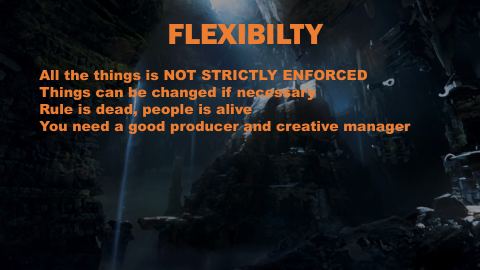 FLEXIBILTY
All the things is NOT STRICTLY ENFORCED
Things can be changed if necessary
Rule is dead, people is alive
You need a good producer and creative manager